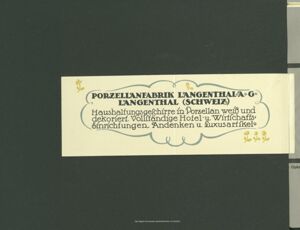 PORZELLANFABRIK LANGENTHAL A-G-
LANGENTHAL (SCHWEIZ)
Haushaltungsgeschirre in Porzellan weiß und
dekoriert. Vollständige Hotel- u. Wirtschafts-
einrichtungen. Andenken u. Luxusartikel